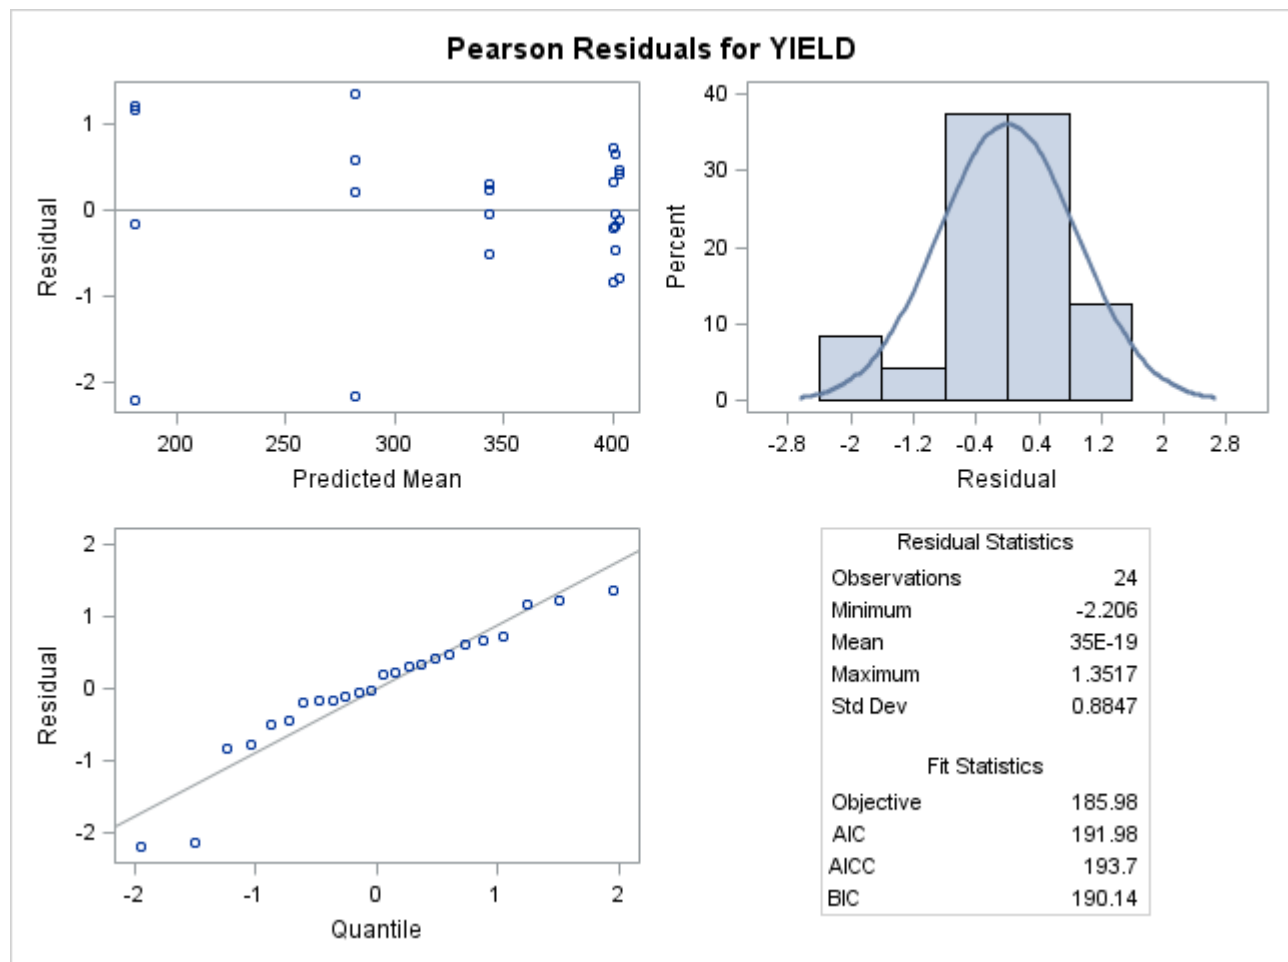 Pearson Residuals for YIELD
1
0
-1
-2
Residual
200 250 300 350 400
Predicted Mean
40
30
20
10
0
Percent
-2.8 -2 -1.2 -0.4 0.4 1.2 2 2.8
Residual
2
1
0
-1
-2
Residual
-2 -1 0 1 2
Quantile
Residual Statistics
Observations 24
Minimum -2.206
Mean 35E-19
Maximum 1.3517
Std Dev 0.8847
Fit Statistics
Objective 185.98
AIC 191.98
AICC 193.7
BIC 190.14